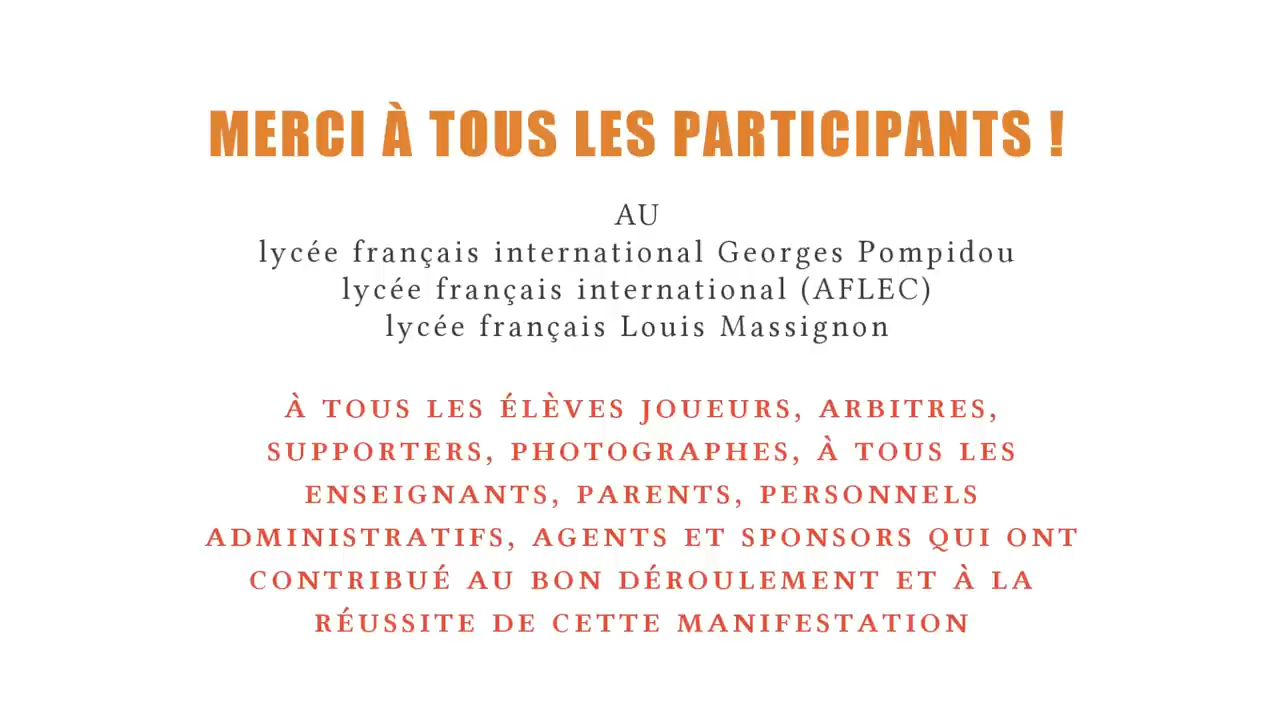 MERCI À TOUS LES PARTICIPANTS !
AU
lycée français international Georges Pompidou
lycée français international (AFLEC)
lycée français Louis Massignon
À TOUS LES ÉLÈVES JOUEURS, ARBITRES,
SUPPORTERS, PHOTOGRAPHES, À TOUS LES
ENSEIGNANTS, PARENTS, PERSONNELS
ADMINISTRATIFS, AGENTS ET SPONSORS QUI ONT
CONTRIBUÉ AU BON DÉROULEMENT ET À LA
RÉUSSITE DE CETTE MANIFESTATION